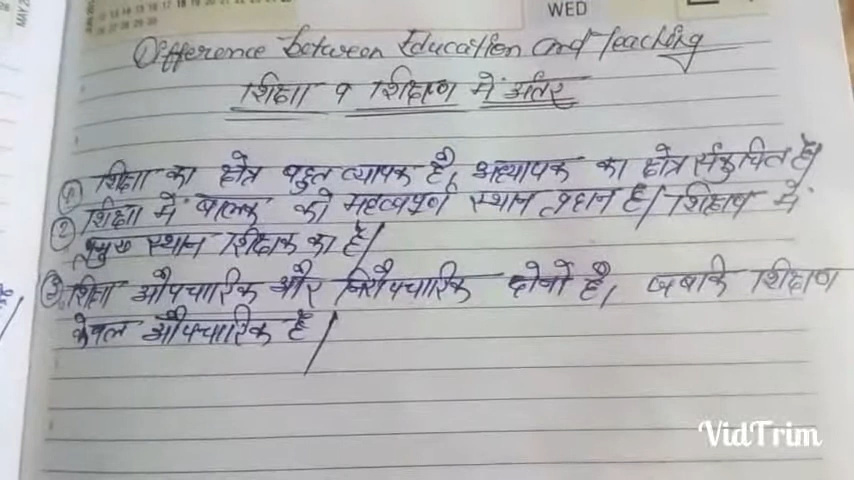 WED
Difference between Education and Teaching
शिक्षा व शिक्षण में अंतर
① शिक्षा का क्षेत्र बहुत व्यापक है, अध्यापक का क्षेत्र संकुचित है।
② शिक्षा में बालक को महत्वपूर्ण स्थान प्रदान है। शिक्षण में
प्रमुख स्थान शिक्षक का है।
③ शिक्षा औपचारिक और निरौपचारिक दोनों है, जबकि शिक्षण
केवल औपचारिक है।
VidTrim